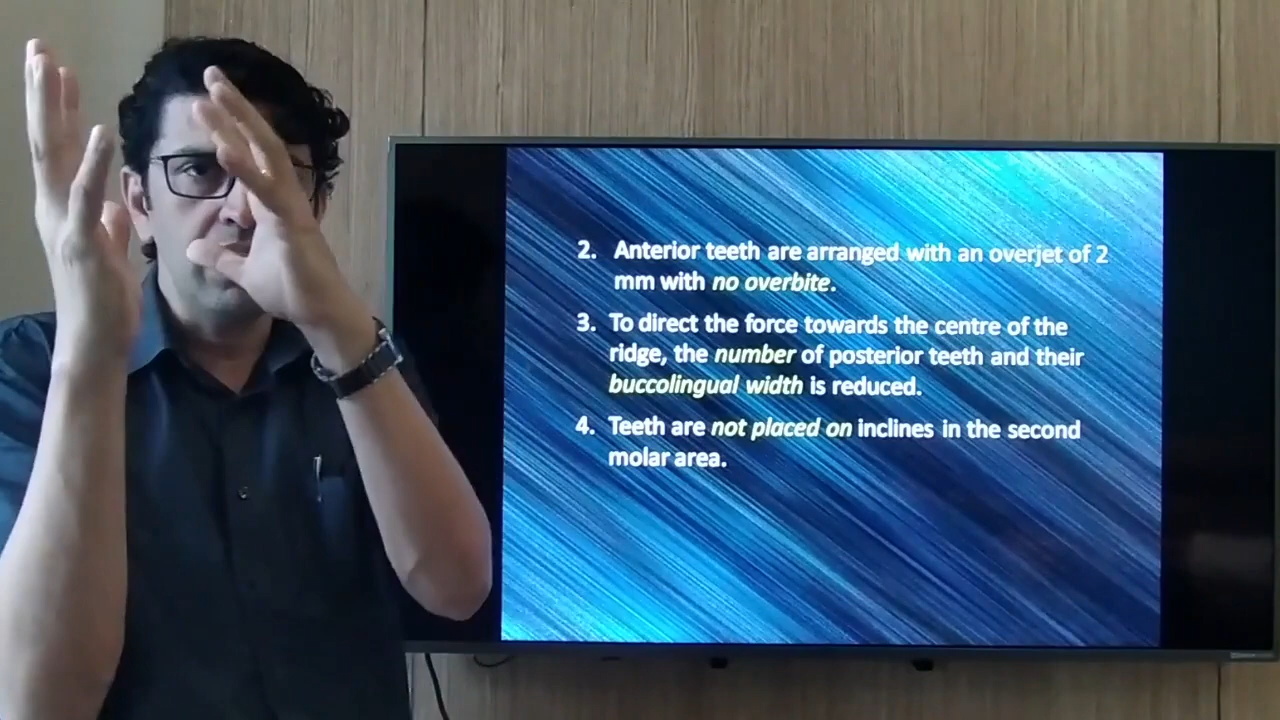 2. Anterior teeth are arranged with an overjet of 2
mm with no overbite.
3. To direct the force towards the centre of the
ridge, the number of posterior teeth and their
buccolingual width is reduced.
4. Teeth are not placed on inclines in the second
molar area.